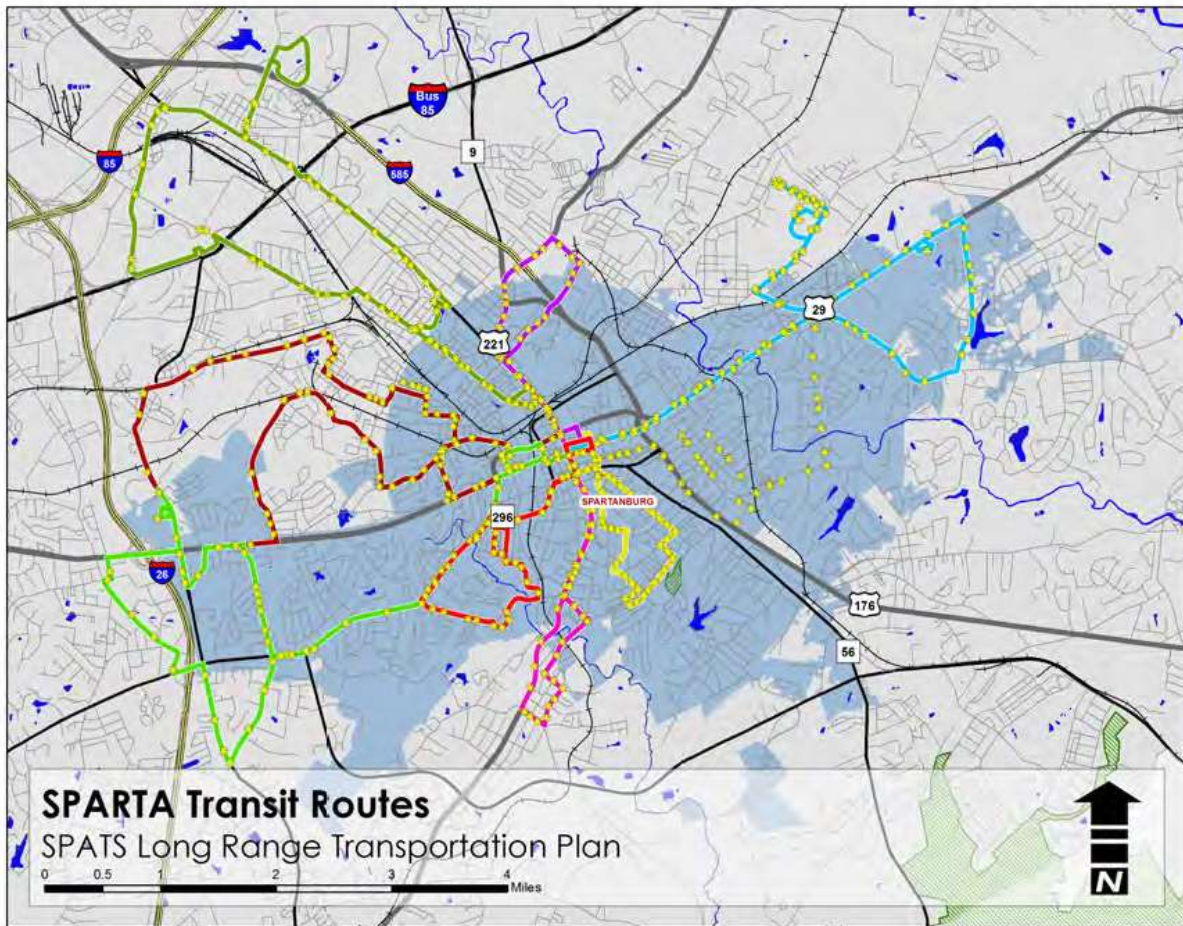 Bus
85
9
85
585
29
221
SPARTANBURG
296
26
176
56
SPARTA Transit Routes
SPATS Long Range Transportation Plan
0 0.5 1 2 3 4
Miles
N